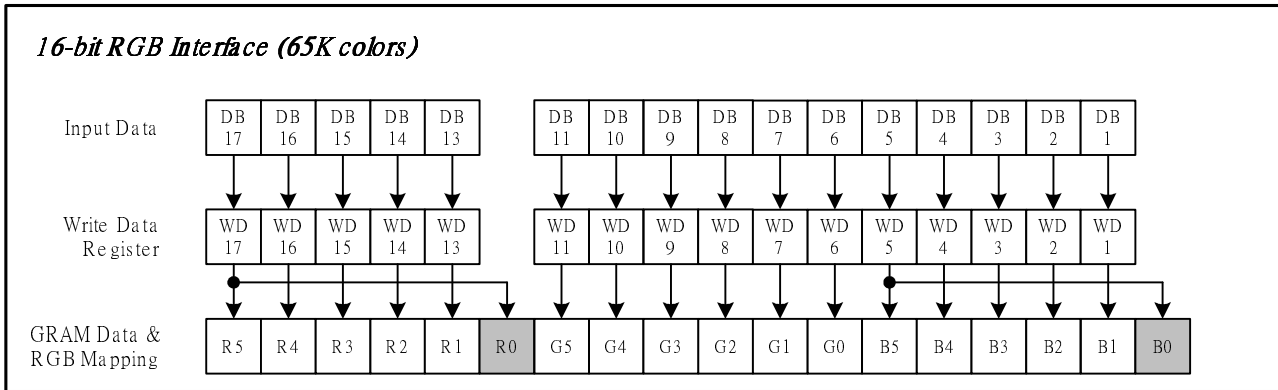 16-bit RGB Interface (65K colors)
Input Data
DB 17 DB 16 DB 15 DB 14 DB 13 DB 11 DB 10 DB 9 DB 8 DB 7 DB 6 DB 5 DB 4 DB 3 DB 2 DB 1
Write Data
Register
WD 17 WD 16 WD 15 WD 14 WD 13 WD 11 WD 10 WD 9 WD 8 WD 7 WD 6 WD 5 WD 4 WD 3 WD 2 WD 1
GRAM Data &
RGB Mapping
R5 R4 R3 R2 R1 R0 G5 G4 G3 G2 G1 G0 B5 B4 B3 B2 B1 B0